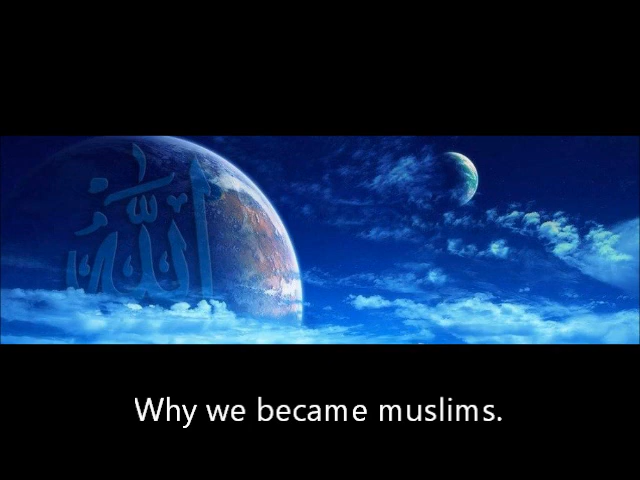 الله
Why we became muslims.